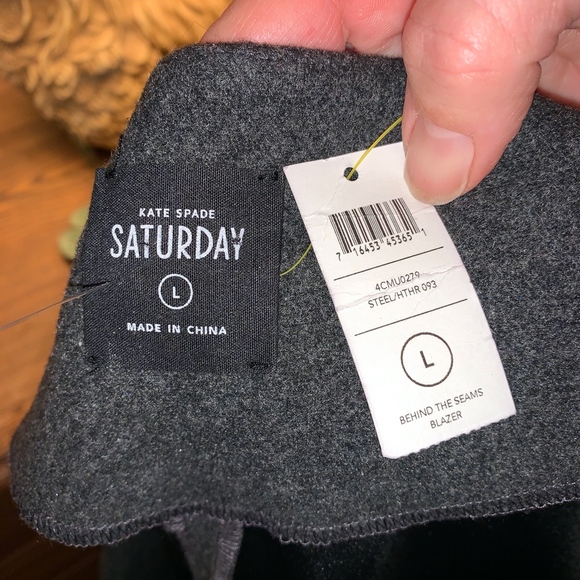 KATE SPADE
SATURDAY
L
MADE IN CHINA
7 16453 45365 1
4CMU0279
STEEL/HTHR 093
L
BEHIND THE SEAMS
BLAZER